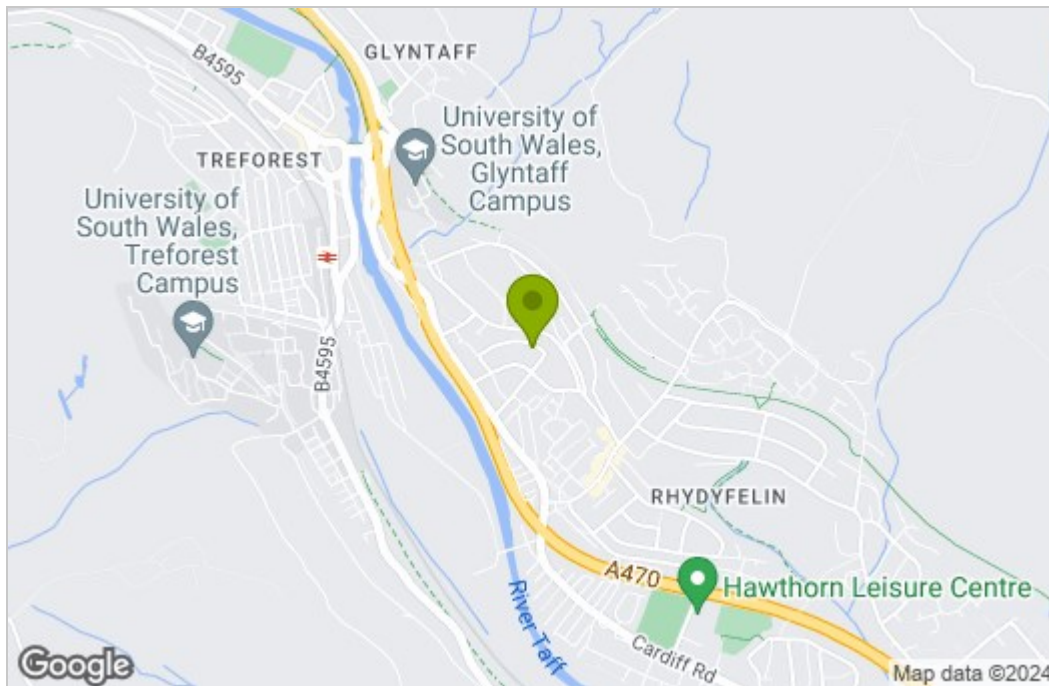 GLYNTAFF
B4595
University of
South Wales,
Glyntaff
Campus
TREFOREST
University of
South Wales,
Treforest
Campus
B4595
RHYDYFELIN
A470
Hawthorn Leisure Centre
River Taff
Cardiff Rd
Google
Map data ©2024